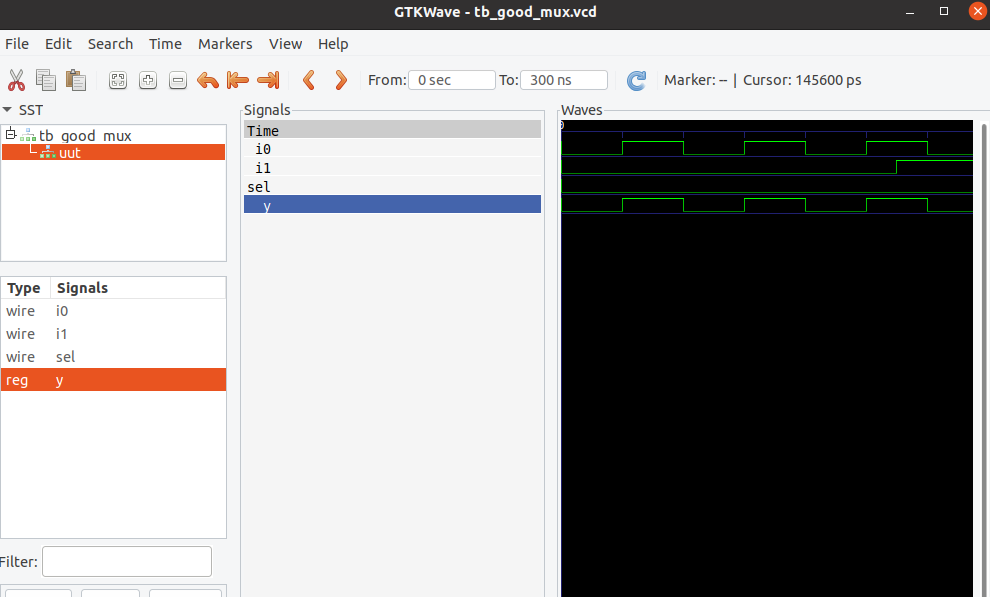 GTKWave - tb_good_mux.vcd
File Edit Search Time Markers View Help
From: 0 sec To: 300 ns Marker: -- | Cursor: 145600 ps
SST
tb_good_mux
uut
Type Signals
wire i0
wire i1
wire sel
reg y
Filter:
Signals
Time
i0
i1
sel
y
Waves
0